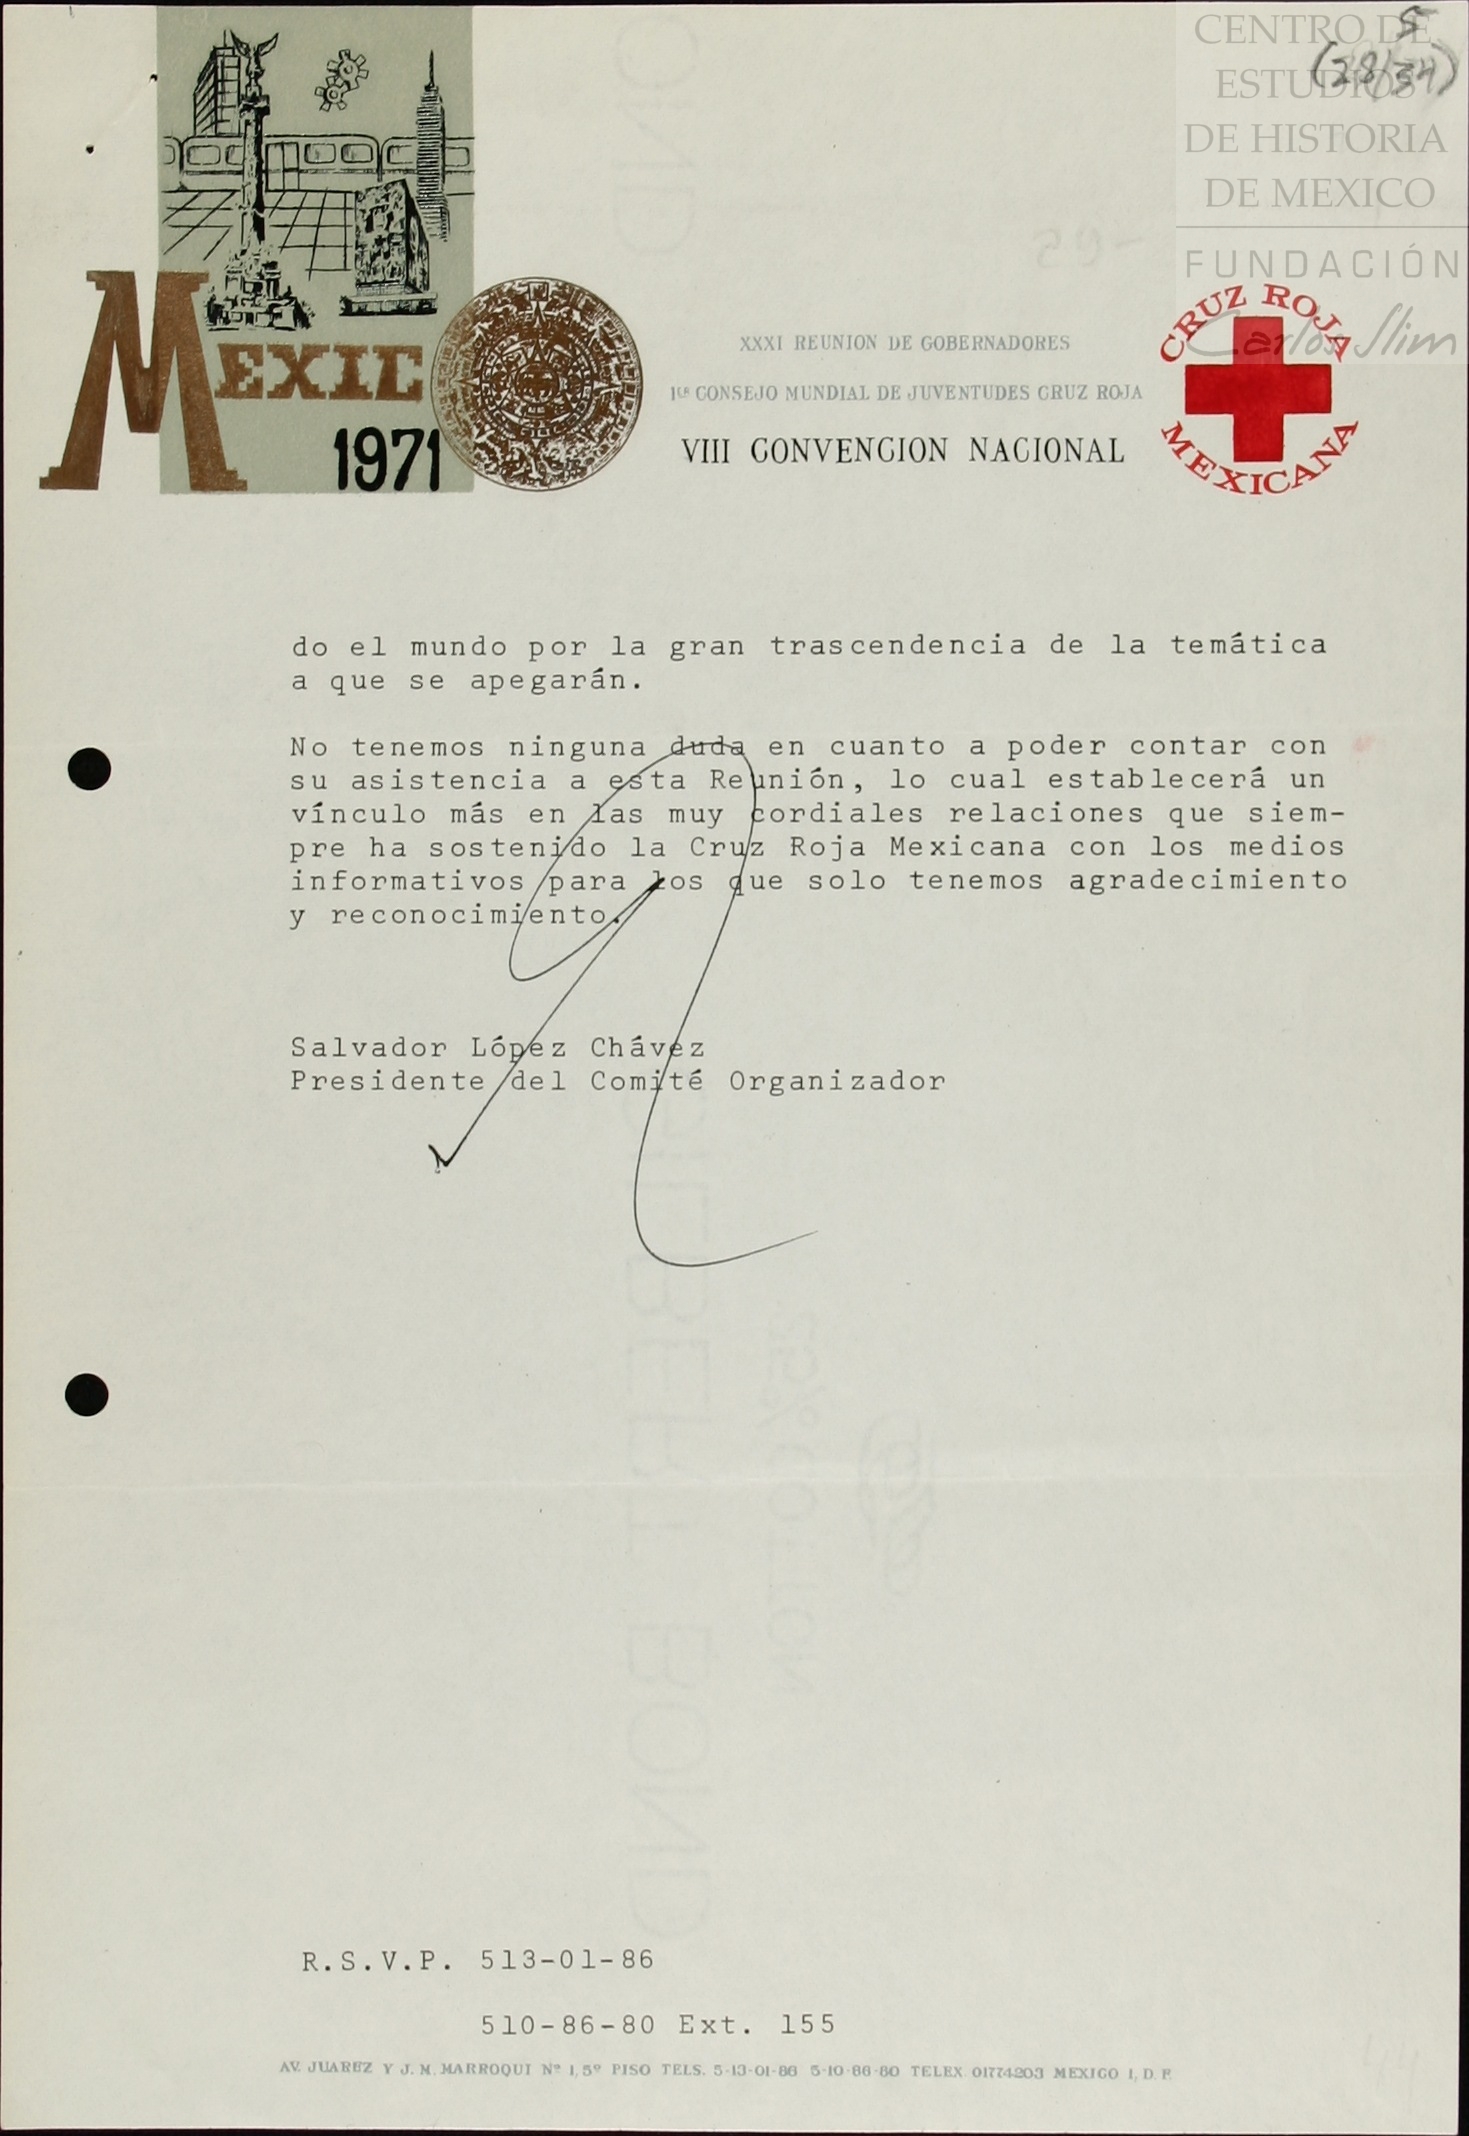 CENTRO DE
ESTUDIOS
DE HISTORIA
DE MEXICO
FUNDACIÓN
Carlos Slim
5
(28/34)
MEXIC
1971
XXXI REUNION DE GOBERNADORES
1ER CONSEJO MUNDIAL DE JUVENTUDES CRUZ ROJA
VIII CONVENCION NACIONAL
CRUZ ROJA
MEXICANA
do el mundo por la gran trascendencia de la temática
a que se apegarán.
No tenemos ninguna duda en cuanto a poder contar con
su asistencia a esta Reunión, lo cual establecerá un
vínculo más en las muy cordiales relaciones que siem-
pre ha sostenido la Cruz Roja Mexicana con los medios
informativos para los que solo tenemos agradecimiento
y reconocimiento.
Salvador López Chávez
Presidente del Comité Organizador
R.S.V.P. 513-01-86
510-86-80 Ext. 155
AV. JUAREZ Y J. M. MARROQUI Nº 1, 5º PISO TELS. 5-13-01-86 5-10-86-80 TELEX 01774203 MEXICO 1, D. F.